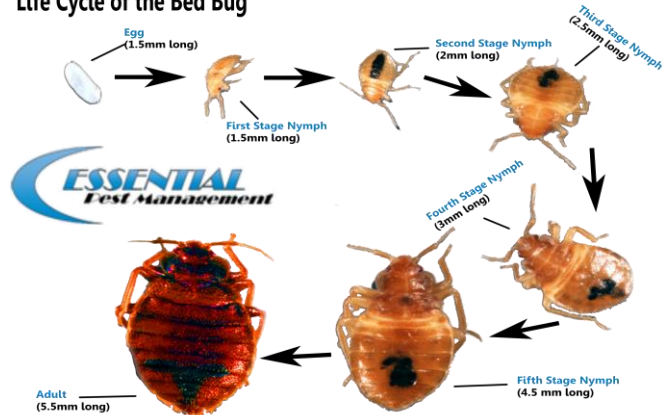 Life Cycle of the Bed Bug
Egg
(1.5mm long)
First Stage Nymph
(1.5mm long)
Second Stage Nymph
(2mm long)
Third Stage Nymph
(2.5mm long)
Fourth Stage Nymph
(3mm long)
ESSENTIAL
Pest Management
Fifth Stage Nymph
(4.5 mm long)
Adult
(5.5mm long)